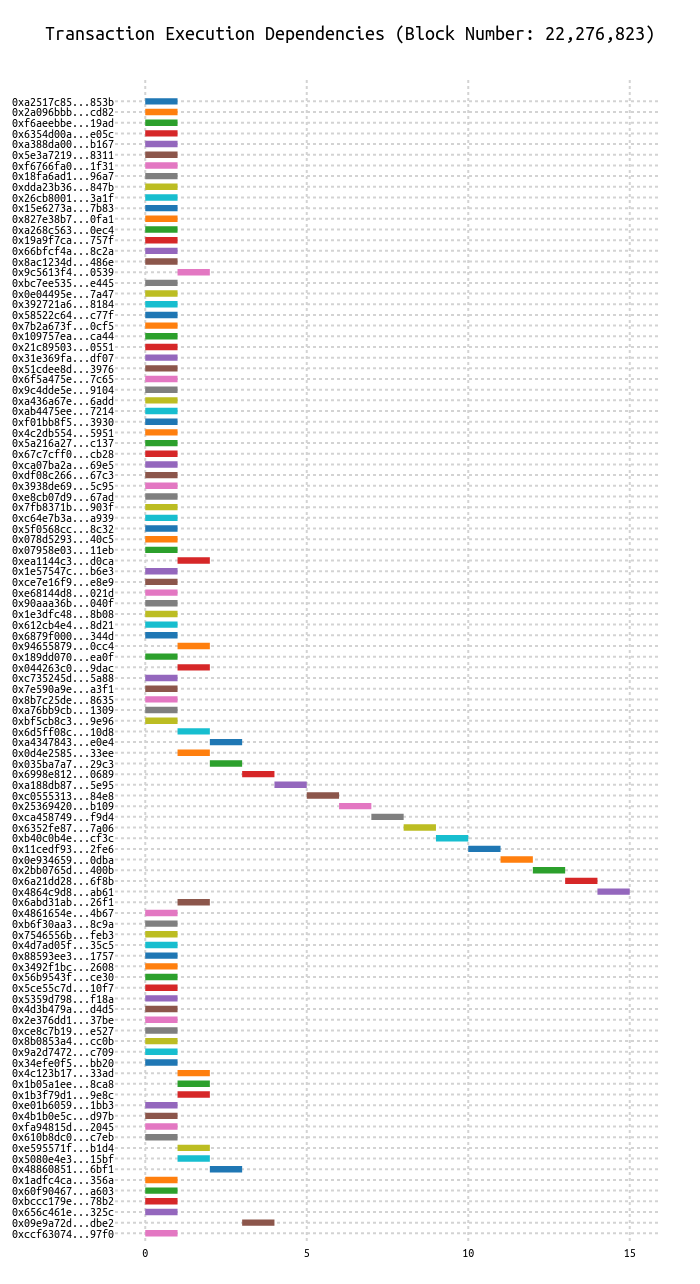 Transaction Execution Dependencies (Block Number: 22,276,823)
0xa2517c85...853b
0x2a096bbb...cd82
0xf6aeebbe...19ad
0x6354d00a...e05c
0xa388da00...b167
0x5e3a7219...8311
0xf6766fa0...1f31
0x18fa6ad1...96a7
0xdda23b36...847b
0x26cb8001...3a1f
0x15e6273a...7b83
0x827e38b7...0fa1
0xa268c563...0ec4
0x19a9f7ca...757f
0x66bfcf4a...8c2a
0x8ac1234d...486e
0x9c5613f4...0539
0xbc7ee535...e445
0x0e04495e...7a47
0x392721a6...8184
0x58522c64...c77f
0x7b2a673f...0cf5
0x109757ea...ca44
0x21c89503...0551
0x31e369fa...df07
0x51cdee8d...3976
0x6f5a475e...7c65
0x9c4dde5e...9104
0xa436a67e...6add
0xab4475ee...7214
0xf01bb8f5...3930
0x4c2db554...5951
0x5a216a27...c137
0x67c7cff0...cb28
0xca07ba2a...69e5
0xdf08c266...67c3
0x3938de69...5c95
0xe8cb07d9...67ad
0x7fb8371b...903f
0xc64e7b3a...a939
0x5f0568cc...8c32
0x078d5293...40c5
0x07958e03...11eb
0xea1144c3...d0ca
0x1e57547c...b6e3
0xce7e16f9...e8e9
0xe68144d8...021d
0x90aaa36b...040f
0x1e3dfc48...8b08
0x612cb4e4...8d21
0x6879f000...344d
0x94655879...0cc4
0x189dd070...ea0f
0x044263c0...9dac
0xc735245d...5a88
0x7e590a9e...a3f1
0x8b7c25de...8635
0xa76bb9cb...1309
0xbf5cb8c3...9e96
0x6d5ff08c...10d8
0xa4347843...e0e4
0x0d4e2585...33ee
0x035ba7a7...29c3
0x6998e812...0689
0xa188db87...5e95
0xc0555313...84e8
0x25369420...b109
0xca458749...f9d4
0x6352fe87...7a06
0xb40c0b4e...cf3c
0x11cedf93...2fe6
0x0e934659...0dba
0x2bb0765d...400b
0x6a21dd28...6f8b
0x4864c9d8...ab61
0x6abd31ab...26f1
0x4861654e...4b67
0xb6f30aa3...8c9a
0x7546556b...feb3
0x4d7ad05f...35c5
0x88593ee3...1757
0x3492f1bc...2608
0x56b9543f...ce30
0x5ce55c7d...10f7
0x5359d798...f18a
0x4d3b479a...d4d5
0x2e376dd1...37be
0xce8c7b19...e527
0x8b0853a4...cc0b
0x9a2d7472...c709
0x34efe0f5...bb20
0x4c123b17...33ad
0x1b05a1ee...8ca8
0x1b3f79d1...9e8c
0xe01b6059...1bb3
0x4b1b0e5c...d97b
0xfa94815d...2045
0x610b8dc0...c7eb
0xe595571f...b1d4
0x5080e4e3...15bf
0x48860851...6bf1
0x1adfc4ca...356a
0x60f90467...a603
0xbccc179e...78b2
0x656c461e...325c
0x09e9a72d...dbe2
0xccf63074...97f0
0 5 10 15